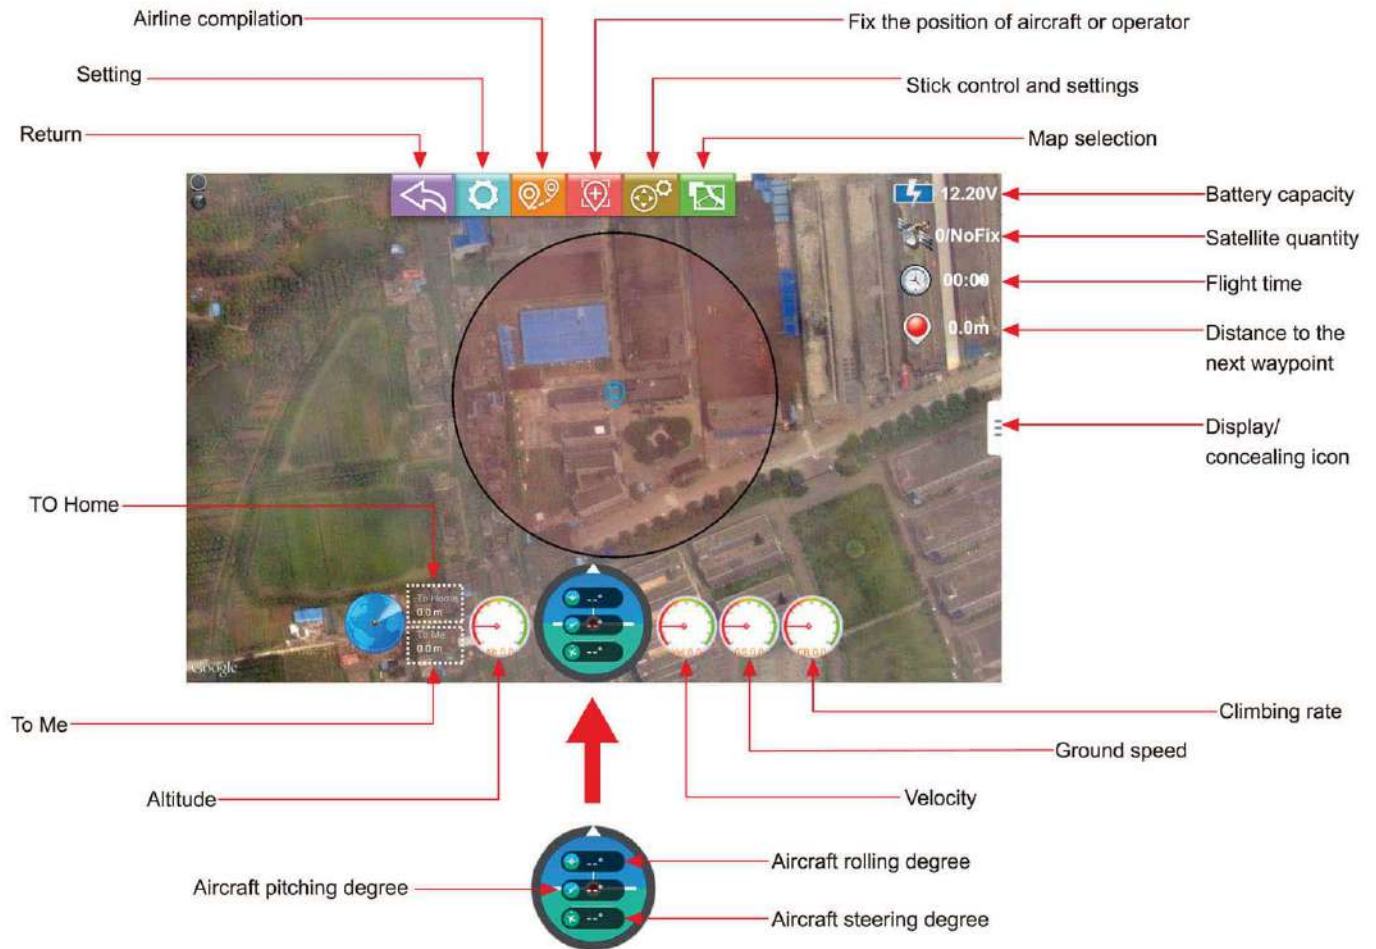 Airline compilation
Fix the position of aircraft or operator
Setting
Stick control and settings
Return
Map selection
12.20V
Battery capacity
0/NoFix
Satellite quantity
00:00
Flight time
0.0m
Distance to the
next waypoint
Display/
concealing icon
TO Home
To Home
0.0 m
To Me
0.0 m
Google
To Me
Climbing rate
Ground speed
Altitude
Velocity
--°
--°
--°
Aircraft rolling degree
Aircraft pitching degree
Aircraft steering degree